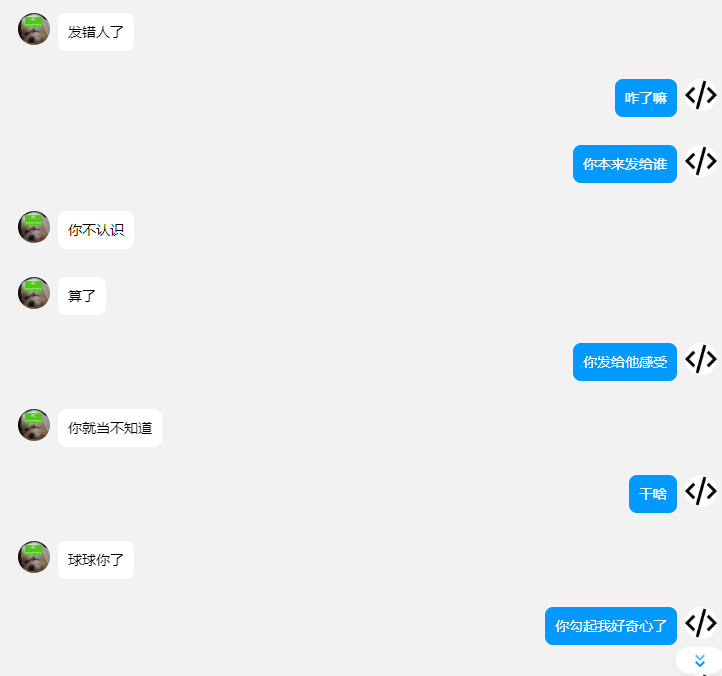 发错人了
咋了嘛
你本来发给谁
你不认识
算了
你发给他感受
你就当不知道
干啥
球球你了
你勾起我好奇心了